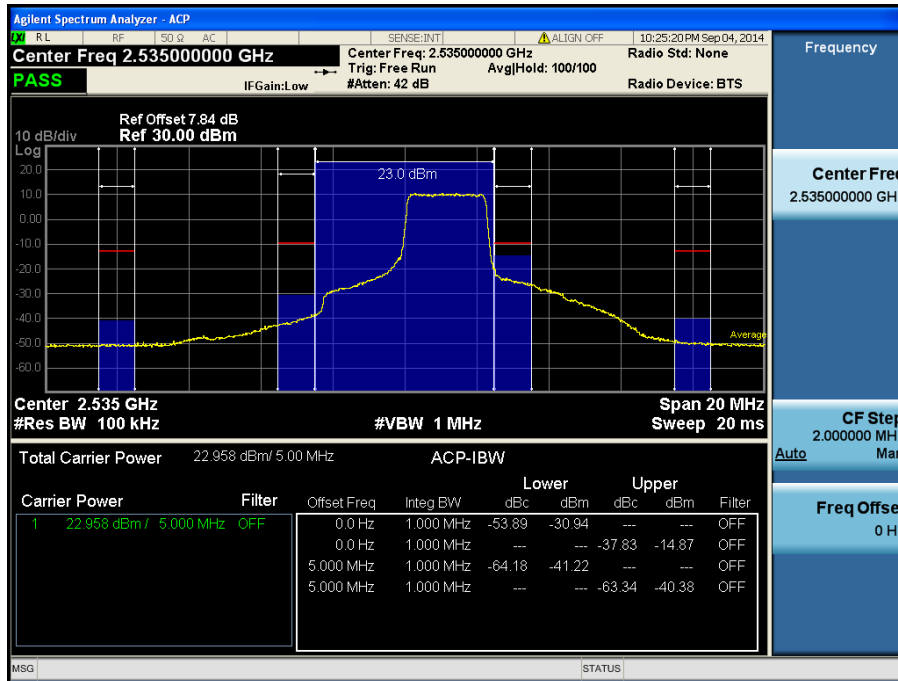 Agilent Spectrum Analyzer - ACP
LXI RL RF 50 Ω AC SENSE:INT ALIGN OFF 10:25:20 PM Sep 04, 2014
Center Freq 2.535000000 GHz Center Freq: 2.535000000 GHz Radio Std: None
Trig: Free Run Avg|Hold: 100/100
PASS IFGain:Low #Atten: 42 dB Radio Device: BTS
Ref Offset 7.84 dB
10 dB/div Ref 30.00 dBm
Log
20.0
23.0 dBm
10.0
0.00
-10.0
-20.0
-30.0
-40.0
Average
-50.0
-60.0
Center 2.535 GHz Span 20 MHz
#Res BW 100 kHz #VBW 1 MHz Sweep 20 ms
Total Carrier Power 22.958 dBm/ 5.00 MHz ACP-IBW
Lower Upper
Carrier Power Filter Offset Freq Integ BW dBc dBm dBc dBm Filter
1 22.958 dBm / 5.000 MHz OFF 0.0 Hz 1.000 MHz -53.89 -30.94 --- --- OFF
0.0 Hz 1.000 MHz --- --- -37.83 -14.87 OFF
5.000 MHz 1.000 MHz -64.18 -41.22 --- --- OFF
5.000 MHz 1.000 MHz --- --- -63.34 -40.38 OFF
MSG STATUS
Frequency
Center Fre
2.535000000 GH
CF Step
2.000000 MH
Auto Ma
Freq Offse
0 H